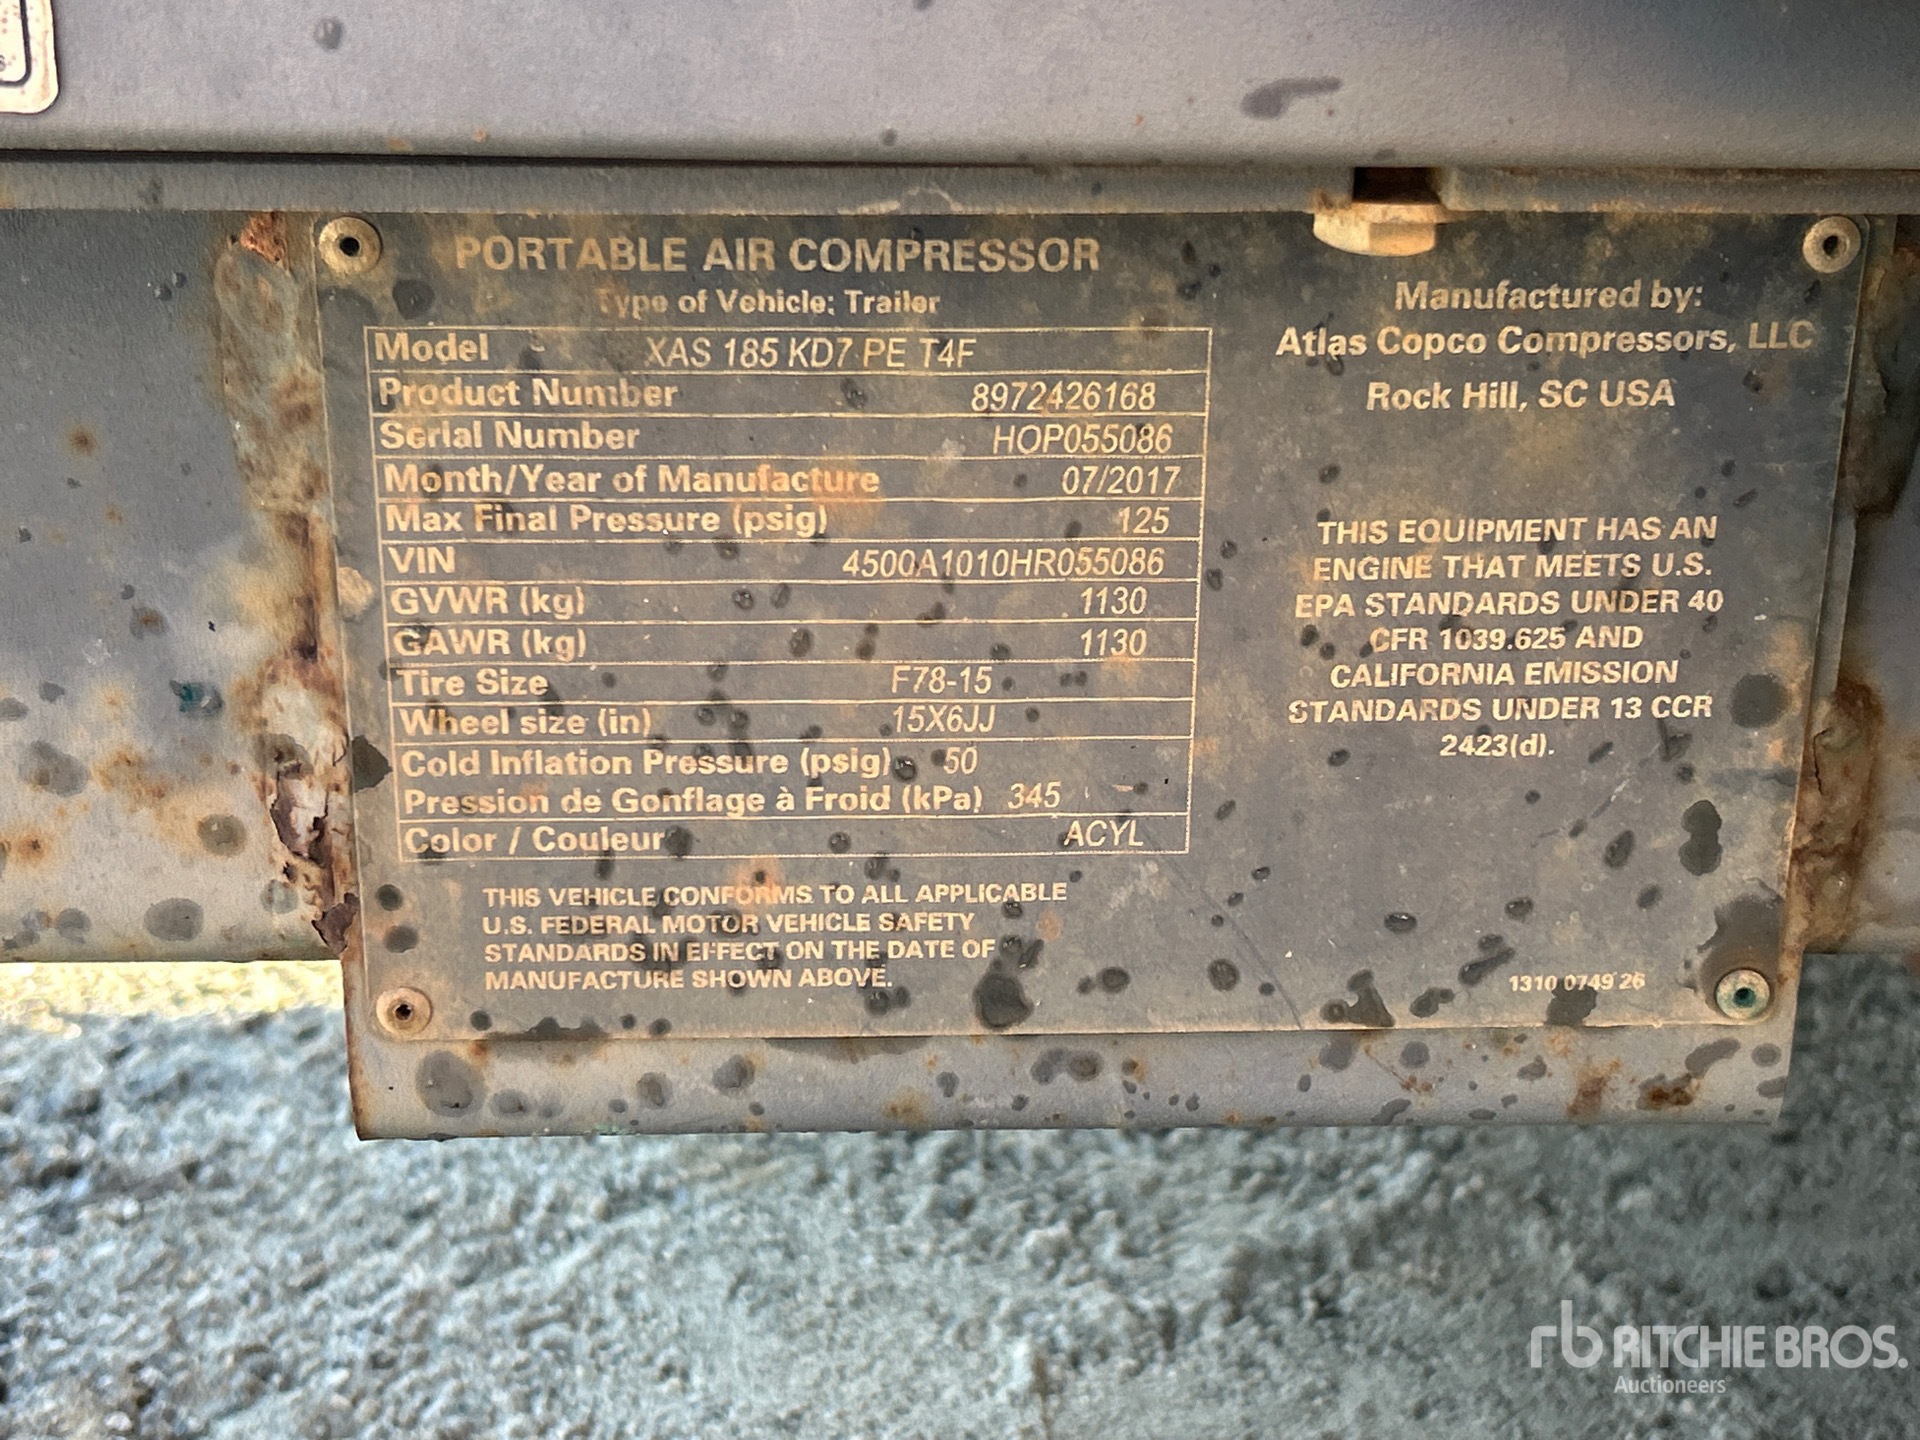 PORTABLE AIR COMPRESSOR
Type of Vehicle: Trailer
Model XAS 185 KD7 PE T4F
Product Number 8972426168
Serial Number HOP055086
Month/Year of Manufacture 07/2017
Max Final Pressure (psig) 125
VIN 4500A1010HR055086
GVWR (kg) 1130
GAWR (kg) 1130
Tire Size F78-15
Wheel size (in) 15X6JJ
Cold Inflation Pressure (psig) 50
Pression de Gonflage à Froid (kPa) 345
Color / Couleur ACYL
THIS VEHICLE CONFORMS TO ALL APPLICABLE
U.S. FEDERAL MOTOR VEHICLE SAFETY
STANDARDS IN EFFECT ON THE DATE OF
MANUFACTURE SHOWN ABOVE.
Manufactured by:
Atlas Copco Compressors, LLC
Rock Hill, SC USA
THIS EQUIPMENT HAS AN
ENGINE THAT MEETS U.S.
EPA STANDARDS UNDER 40
CFR 1039.625 AND
CALIFORNIA EMISSION
STANDARDS UNDER 13 CCR
2423(d).
1310 0749 26
rb RITCHIE BROS.
Auctioneers